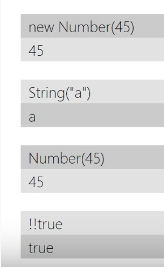 new Number(45)
45
String("a")
a
Number(45)
45
!!true
true